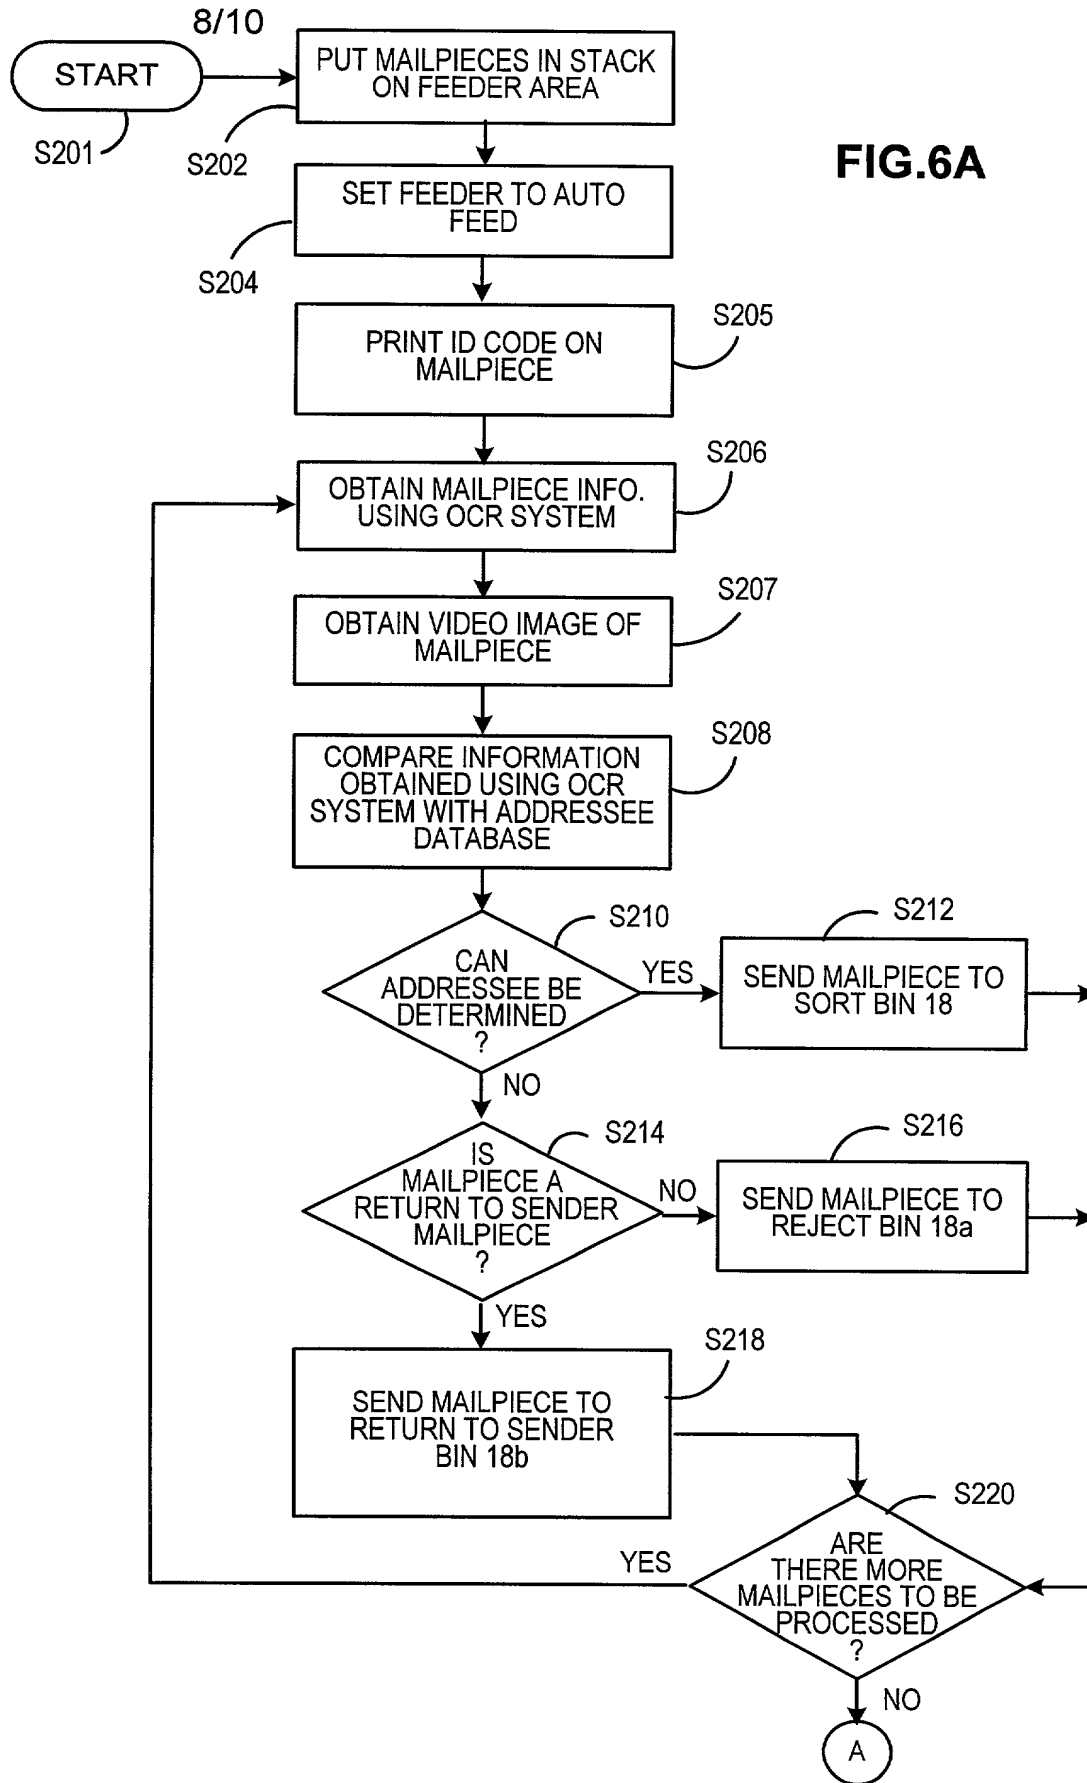 8/10
START
S201
PUT MAILPIECES IN STACK
ON FEEDER AREA
S202
FIG.6A
SET FEEDER TO AUTO
FEED
S204
PRINT ID CODE ON
MAILPIECE
S205
OBTAIN MAILPIECE INFO.
USING OCR SYSTEM
S206
OBTAIN VIDEO IMAGE OF
MAILPIECE
S207
COMPARE INFORMATION
OBTAINED USING OCR
SYSTEM WITH ADDRESSEE
DATABASE
S208
CAN
ADDRESSEE BE
DETERMINED
?
S210
YES
NO
SEND MAILPIECE TO
SORT BIN 18
S212
IS
MAILPIECE A
RETURN TO SENDER
MAILPIECE
?
S214
NO
YES
SEND MAILPIECE TO
REJECT BIN 18a
S216
SEND MAILPIECE TO
RETURN TO SENDER
BIN 18b
S218
ARE
THERE MORE
MAILPIECES TO BE
PROCESSED
?
S220
YES
NO
A